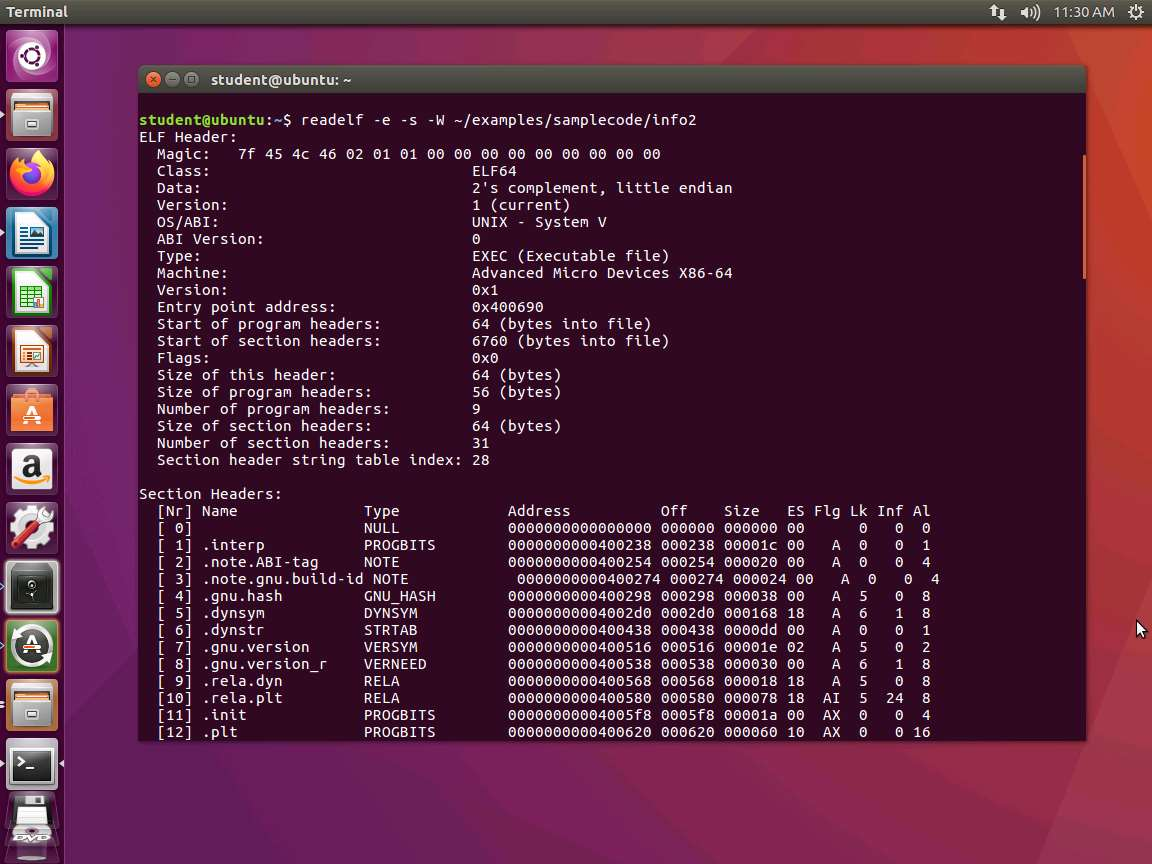 Terminal
11:30 AM
student@ubuntu: ~
student@ubuntu:~$ readelf -e -s -W ~/examples/samplecode/info2
ELF Header:
  Magic:   7f 45 4c 46 02 01 01 00 00 00 00 00 00 00 00 00
  Class:                             ELF64
  Data:                              2's complement, little endian
  Version:                           1 (current)
  OS/ABI:                            UNIX - System V
  ABI Version:                       0
  Type:                              EXEC (Executable file)
  Machine:                           Advanced Micro Devices X86-64
  Version:                           0x1
  Entry point address:               0x400690
  Start of program headers:          64 (bytes into file)
  Start of section headers:          6760 (bytes into file)
  Flags:                             0x0
  Size of this header:               64 (bytes)
  Size of program headers:           56 (bytes)
  Number of program headers:         9
  Size of section headers:           64 (bytes)
  Number of section headers:         31
  Section header string table index: 28
Section Headers:
  [Nr] Name              Type            Address          Off    Size   ES Flg Lk Inf Al
  [ 0]                   NULL            0000000000000000 000000 000000 00      0   0  0
  [ 1] .interp           PROGBITS        0000000000400238 000238 00001c 00   A  0   0  1
  [ 2] .note.ABI-tag     NOTE            0000000000400254 000254 000020 00   A  0   0  4
  [ 3] .note.gnu.build-id NOTE            0000000000400274 000274 000024 00   A  0   0  4
  [ 4] .gnu.hash         GNU_HASH        0000000000400298 000298 000038 00   A  5   0  8
  [ 5] .dynsym           DYNSYM          00000000004002d0 0002d0 000168 18   A  6   1  8
  [ 6] .dynstr           STRTAB          0000000000400438 000438 0000dd 00   A  0   0  1
  [ 7] .gnu.version      VERSYM          0000000000400516 000516 00001e 02   A  5   0  2
  [ 8] .gnu.version_r    VERNEED         0000000000400538 000538 000030 00   A  6   1  8
  [ 9] .rela.dyn         RELA            0000000000400568 000568 000018 18   A  5   0  8
  [10] .rela.plt         RELA            0000000000400580 000580 000078 18  AI  5  24  8
  [11] .init             PROGBITS        00000000004005f8 0005f8 00001a 00  AX  0   0  4
  [12] .plt              PROGBITS        0000000000400620 000620 000060 10  AX  0   0 16